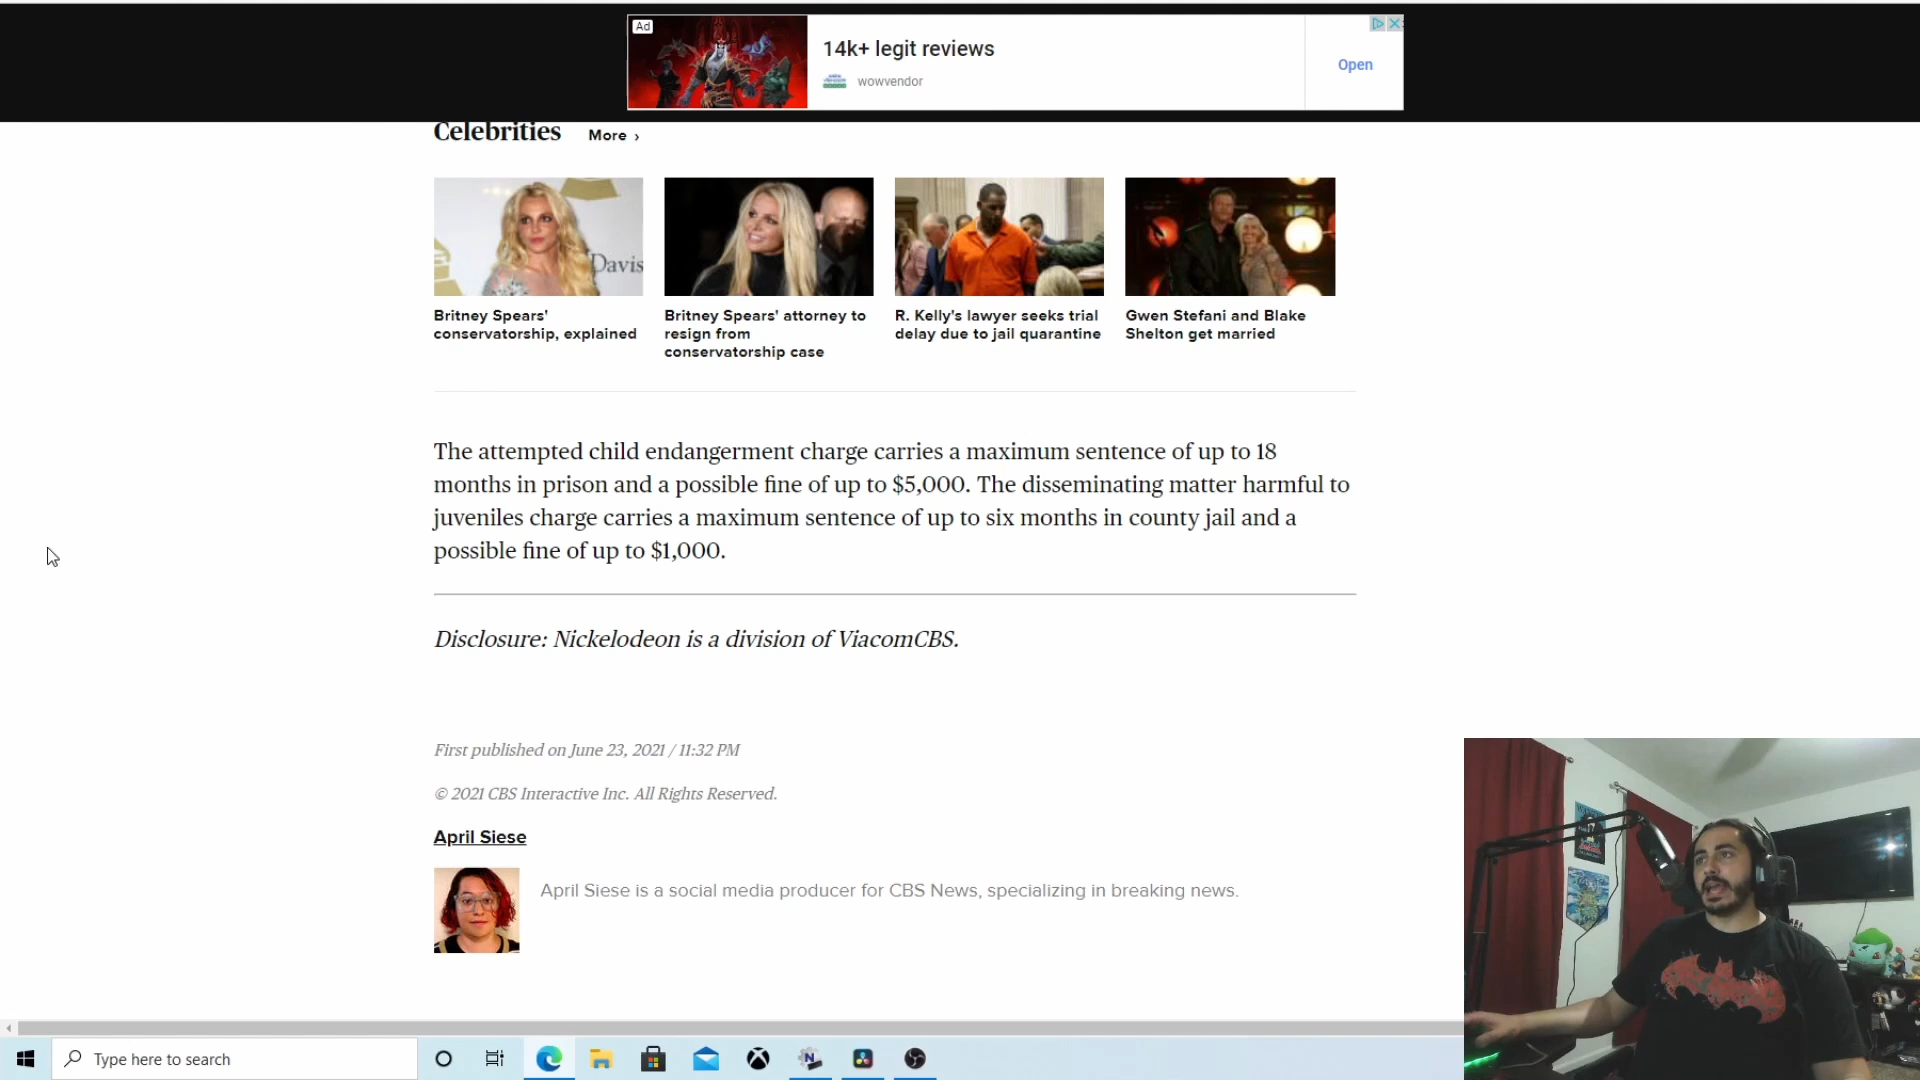 Ad
14k+ legit reviews
wowvendor
Open
Celebrities More ›
Davis
Britney Spears'
conservatorship, explained
Britney Spears' attorney to
resign from
conservatorship case
R. Kelly's lawyer seeks trial
delay due to jail quarantine
Gwen Stefani and Blake
Shelton get married
The attempted child endangerment charge carries a maximum sentence of up to 18
months in prison and a possible fine of up to $5,000. The disseminating matter harmful to
juveniles charge carries a maximum sentence of up to six months in county jail and a
possible fine of up to $1,000.
Disclosure: Nickelodeon is a division of ViacomCBS.
First published on June 23, 2021 / 11:32 PM
© 2021 CBS Interactive Inc. All Rights Reserved.
April Siese
April Siese is a social media producer for CBS News, specializing in breaking news.
Type here to search